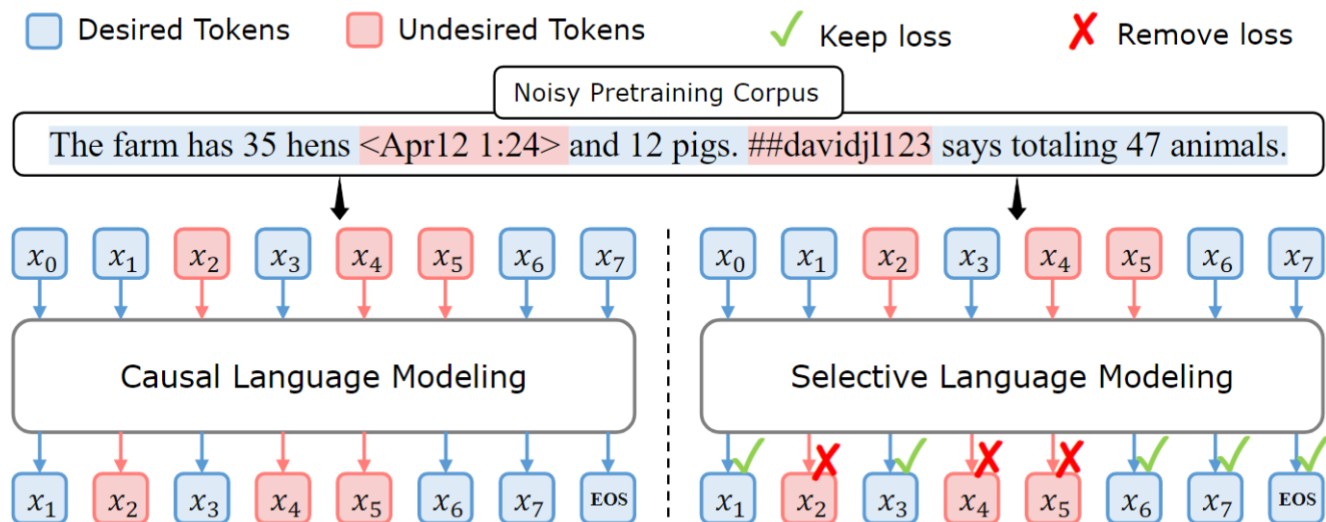 Desired Tokens Undesired Tokens Keep loss Remove loss
Noisy Pretraining Corpus
The farm has 35 hens <Apr12 1:24> and 12 pigs. ##davidjl123 says totaling 47 animals.
x₀ x₁ x₂ x₃ x₄ x₅ x₆ x₇ x₀ x₁ x₂ x₃ x₄ x₅ x₆ x₇
Causal Language Modeling Selective Language Modeling
x₁ x₂ x₃ x₄ x₅ x₆ x₇ EOS x₁ x₂ x₃ x₄ x₅ x₆ x₇ EOS